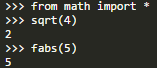 >>> from math import *
>>> sqrt(4)
2
>>> fabs(5)
5